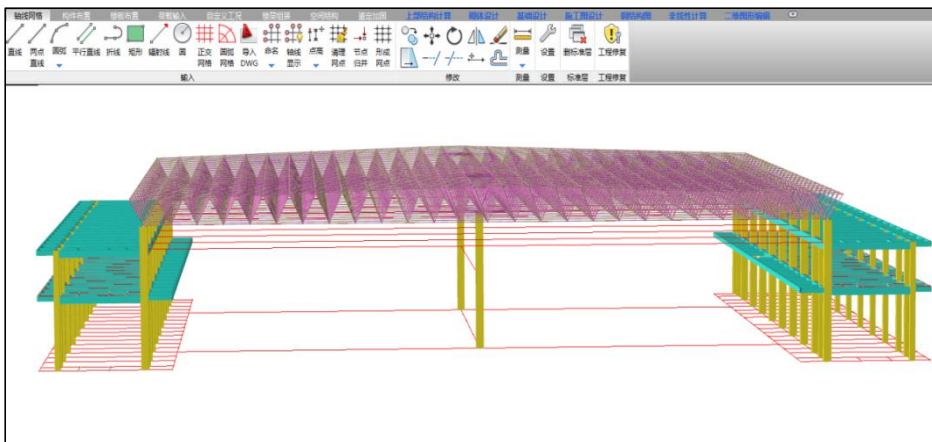 轴线网格 构件布置 楼板布置 荷载输入 自定义工况 楼层组装 空间结构 鉴定加固 上部结构计算 砌体设计 基础设计 施工图设计 钢结构图 非线性计算 二维图形编辑
直线 两点直线 圆弧 平行直线 折线 矩形 辐射线 圆 正交网格 圆弧网格 导入DWG 命名 轴线显示 点高 清理网点 节点归并 形成网点 测量 设置 删标准层 工程修复
输入 修改 测量 设置 标准层 工程修复